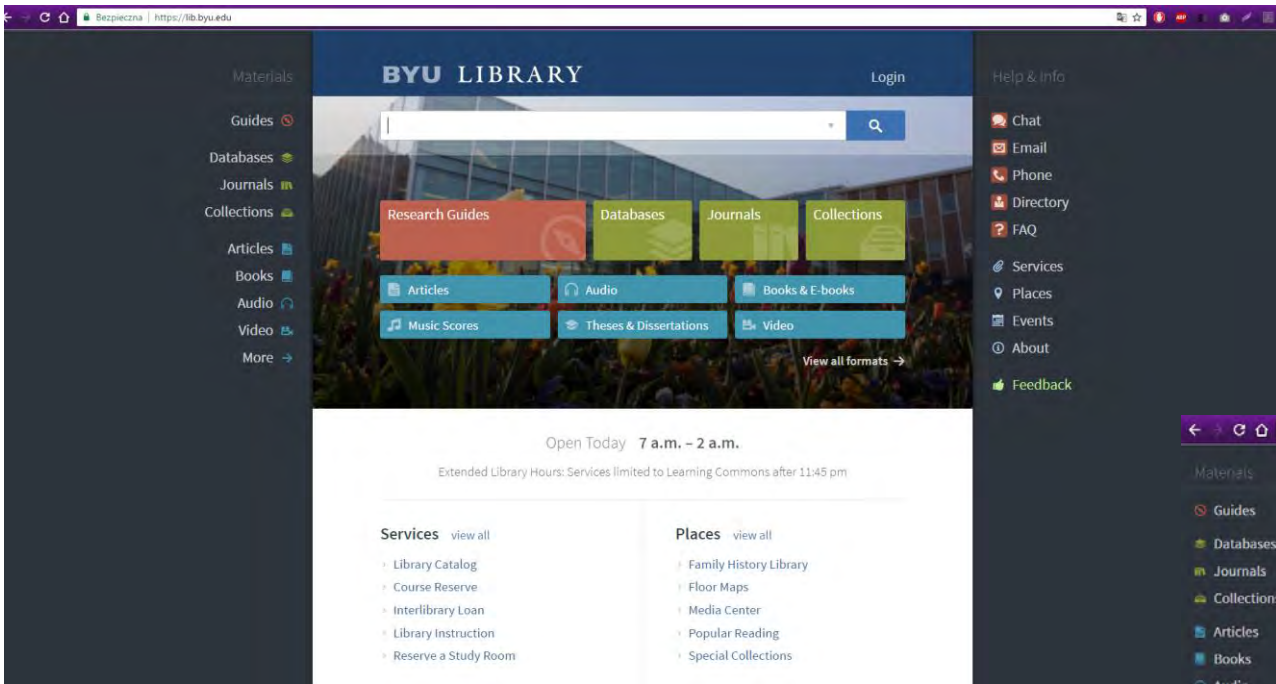 Bezpieczna | https://lib.byu.edu
Materials
Guides
Databases
Journals
Collections
Articles
Books
Audio
Video
More →
BYU LIBRARY
Login
Research Guides
Databases
Journals
Collections
Articles
Audio
Books & E-books
Music Scores
Theses & Dissertations
Video
View all formats →
Open Today 7 a.m. – 2 a.m.
Extended Library Hours: Services limited to Learning Commons after 11:45 pm
Services view all
Library Catalog
Course Reserve
Interlibrary Loan
Library Instruction
Reserve a Study Room
Places view all
Family History Library
Floor Maps
Media Center
Popular Reading
Special Collections
Help & Info
Chat
Email
Phone
Directory
? FAQ
Services
Places
Events
About
Feedback
ABP
Materials
Guides
Databases
Journals
Collections
Articles
Books